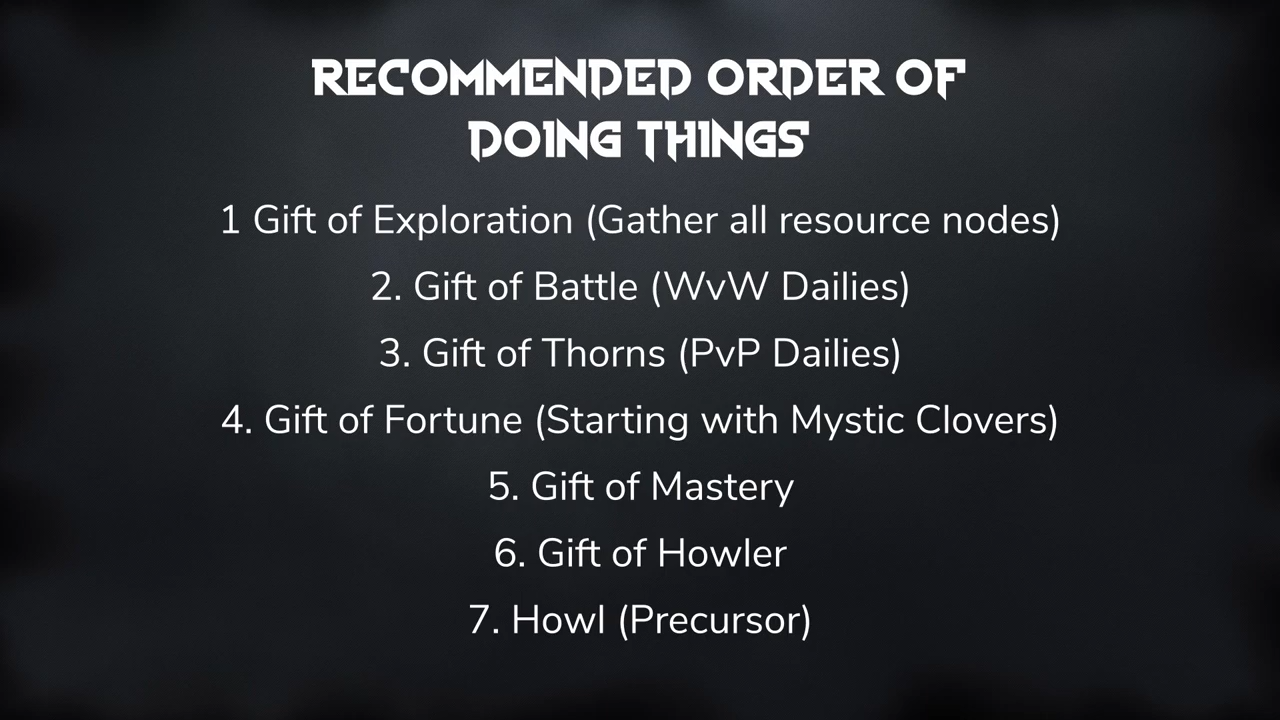 RECOMMENDED ORDER OF
DOING THINGS
1 Gift of Exploration (Gather all resource nodes)
2. Gift of Battle (WvW Dailies)
3. Gift of Thorns (PvP Dailies)
4. Gift of Fortune (Starting with Mystic Clovers)
5. Gift of Mastery
6. Gift of Howler
7. Howl (Precursor)